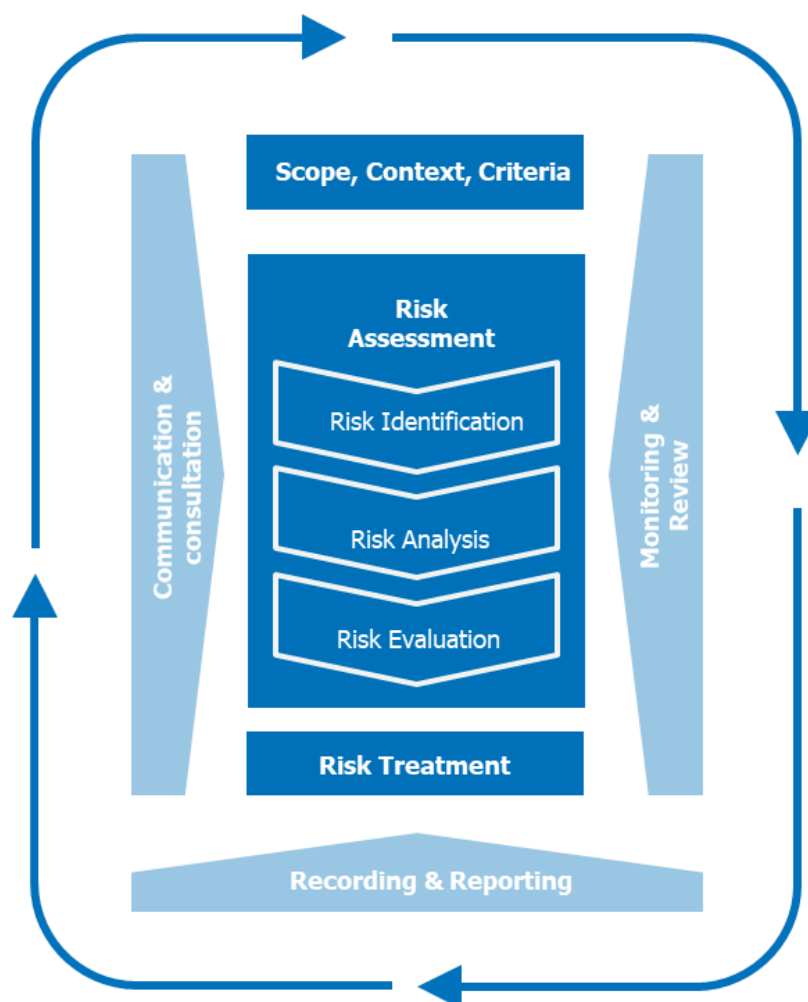 Scope, Context, Criteria
Risk
Assessment
Risk Identification
Risk Analysis
Risk Evaluation
Risk Treatment
Communication &
consultation
Monitoring &
Review
Recording & Reporting